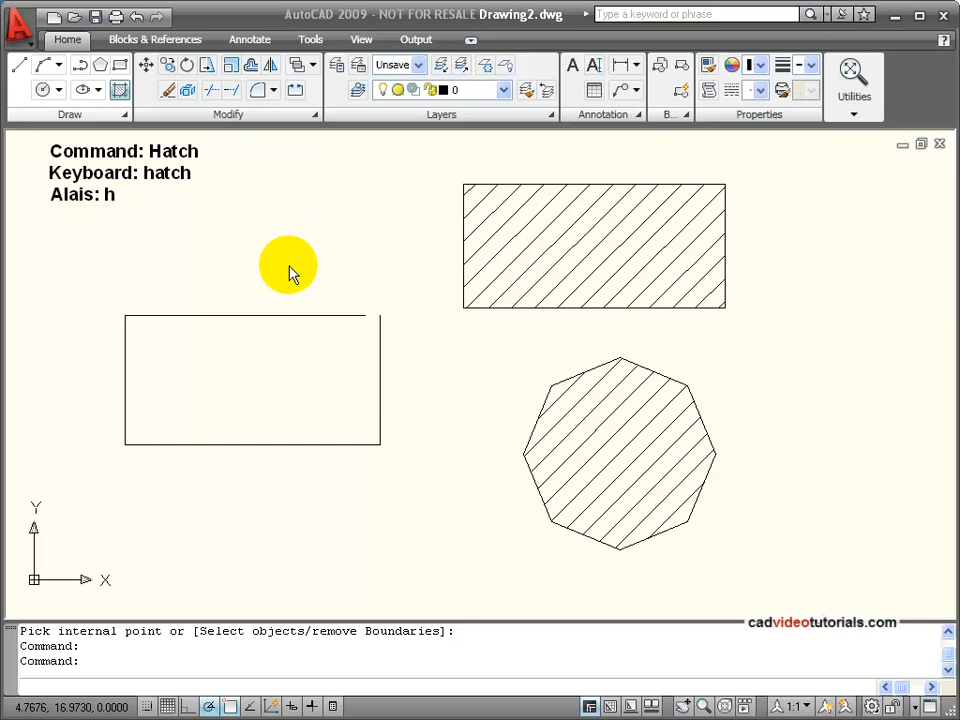 AutoCAD 2009 - NOT FOR RESALE Drawing2.dwg
Type a keyword or phrase
Home
Blocks & References
Annotate
Tools
View
Output
Unsave
0
Utilities
Draw
Modify
Layers
Annotation
B...
Properties
Command: Hatch
Keyboard: hatch
Alais: h
Y
X
cadvideotutorials.com
Pick internal point or [Select objects/remove Boundaries]:
Command:
Command:
4.7676, 16.9730, 0.0000
1:1